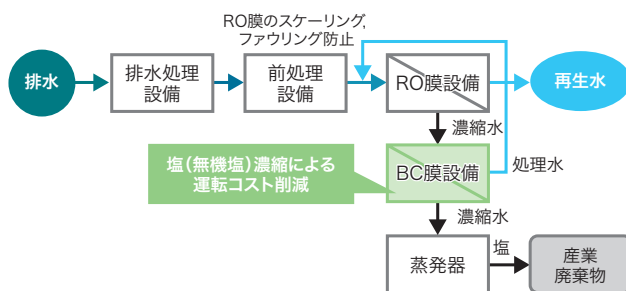 RO膜のスケーリング,
ファウリング防止
排水
排水処理
設備
前処理
設備
RO膜設備
再生水
濃縮水
塩(無機塩)濃縮による
運転コスト削減
BC膜設備
処理水
濃縮水
蒸発器
塩
産業
廃棄物